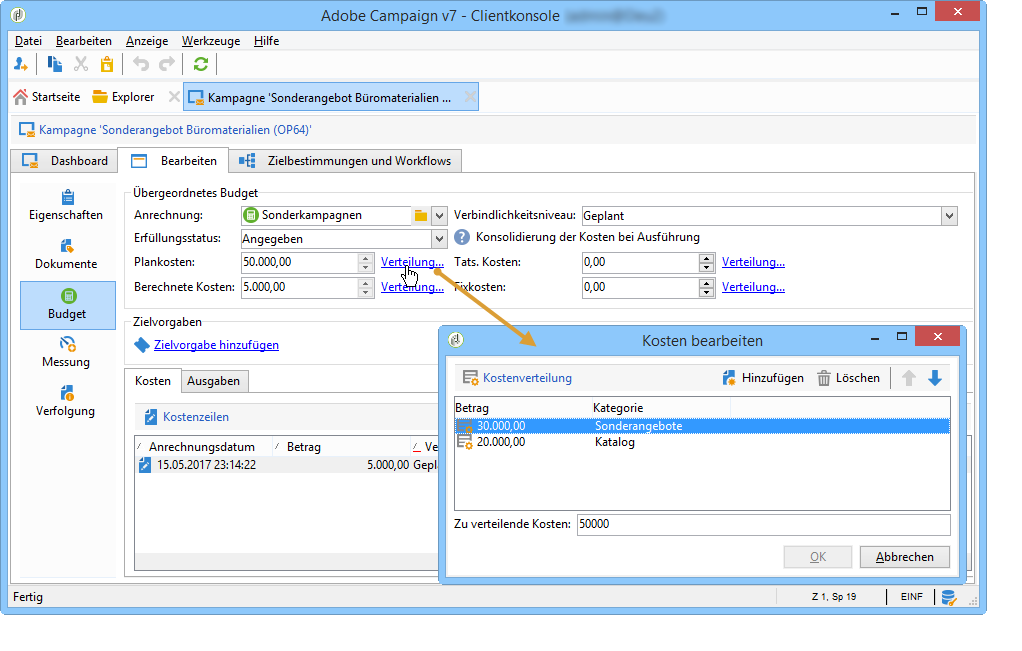 Adobe Campaign v7 - Clientkonsole
Datei Bearbeiten Anzeige Werkzeuge Hilfe
Startseite Explorer Kampagne 'Sonderangebot Büromaterialien ...
Kampagne 'Sonderangebot Büromaterialien (OP64)'
Dashboard Bearbeiten Zielbestimmungen und Workflows
Eigenschaften
Dokumente
Budget
Messung
Verfolgung
Übergeordnetes Budget
Anrechnung: Sonderkampagnen Verbindlichkeitsniveau: Geplant
Erfüllungsstatus: Angegeben Konsolidierung der Kosten bei Ausführung
Plankosten: 50.000,00 Verteilung... Tats. Kosten: 0,00 Verteilung...
Berechnete Kosten: 5.000,00 Verteilung... Fixkosten: 0,00 Verteilung...
Zielvorgaben
Zielvorgabe hinzufügen
Kosten Ausgaben
Kostenzeilen
Anrechnungsdatum Betrag Ve
15.05.2017 23:14:22 5.000,00 Gepl
Kosten bearbeiten
Kostenverteilung Hinzufügen Löschen
Betrag Kategorie
30.000,00 Sonderangebote
20.000,00 Katalog
Zu verteilende Kosten: 50000
OK Abbrechen
Fertig Z 1, Sp 19 EINF